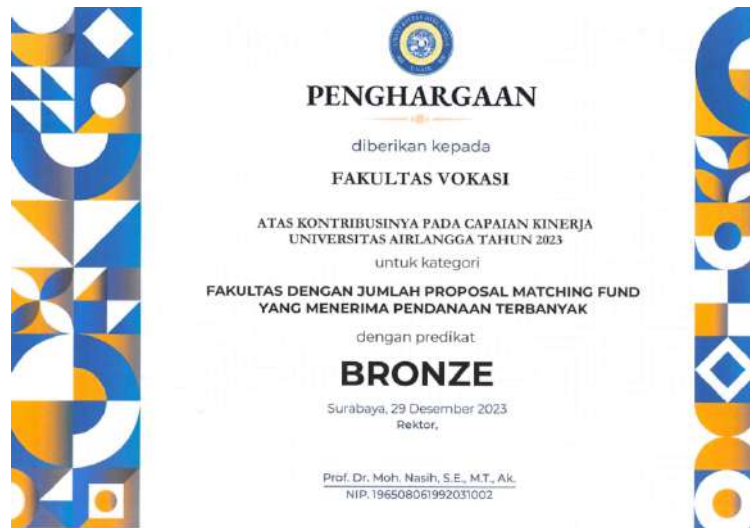 PENGHARGAAN
diberikan kepada
FAKULTAS VOKASI
ATAS KONTRIBUSINYA PADA CAPAIAN KINERJA
UNIVERSITAS AIRLANGGA TAHUN 2023
untuk kategori
FAKULTAS DENGAN JUMLAH PROPOSAL MATCHING FUND
YANG MENERIMA PENDANAAN TERBANYAK
dengan predikat
BRONZE
Surabaya, 29 Desember 2023
Rektor,
Prof. Dr. Moh. Nasih, S.E., M.T., Ak.
NIP. 196508061992031002